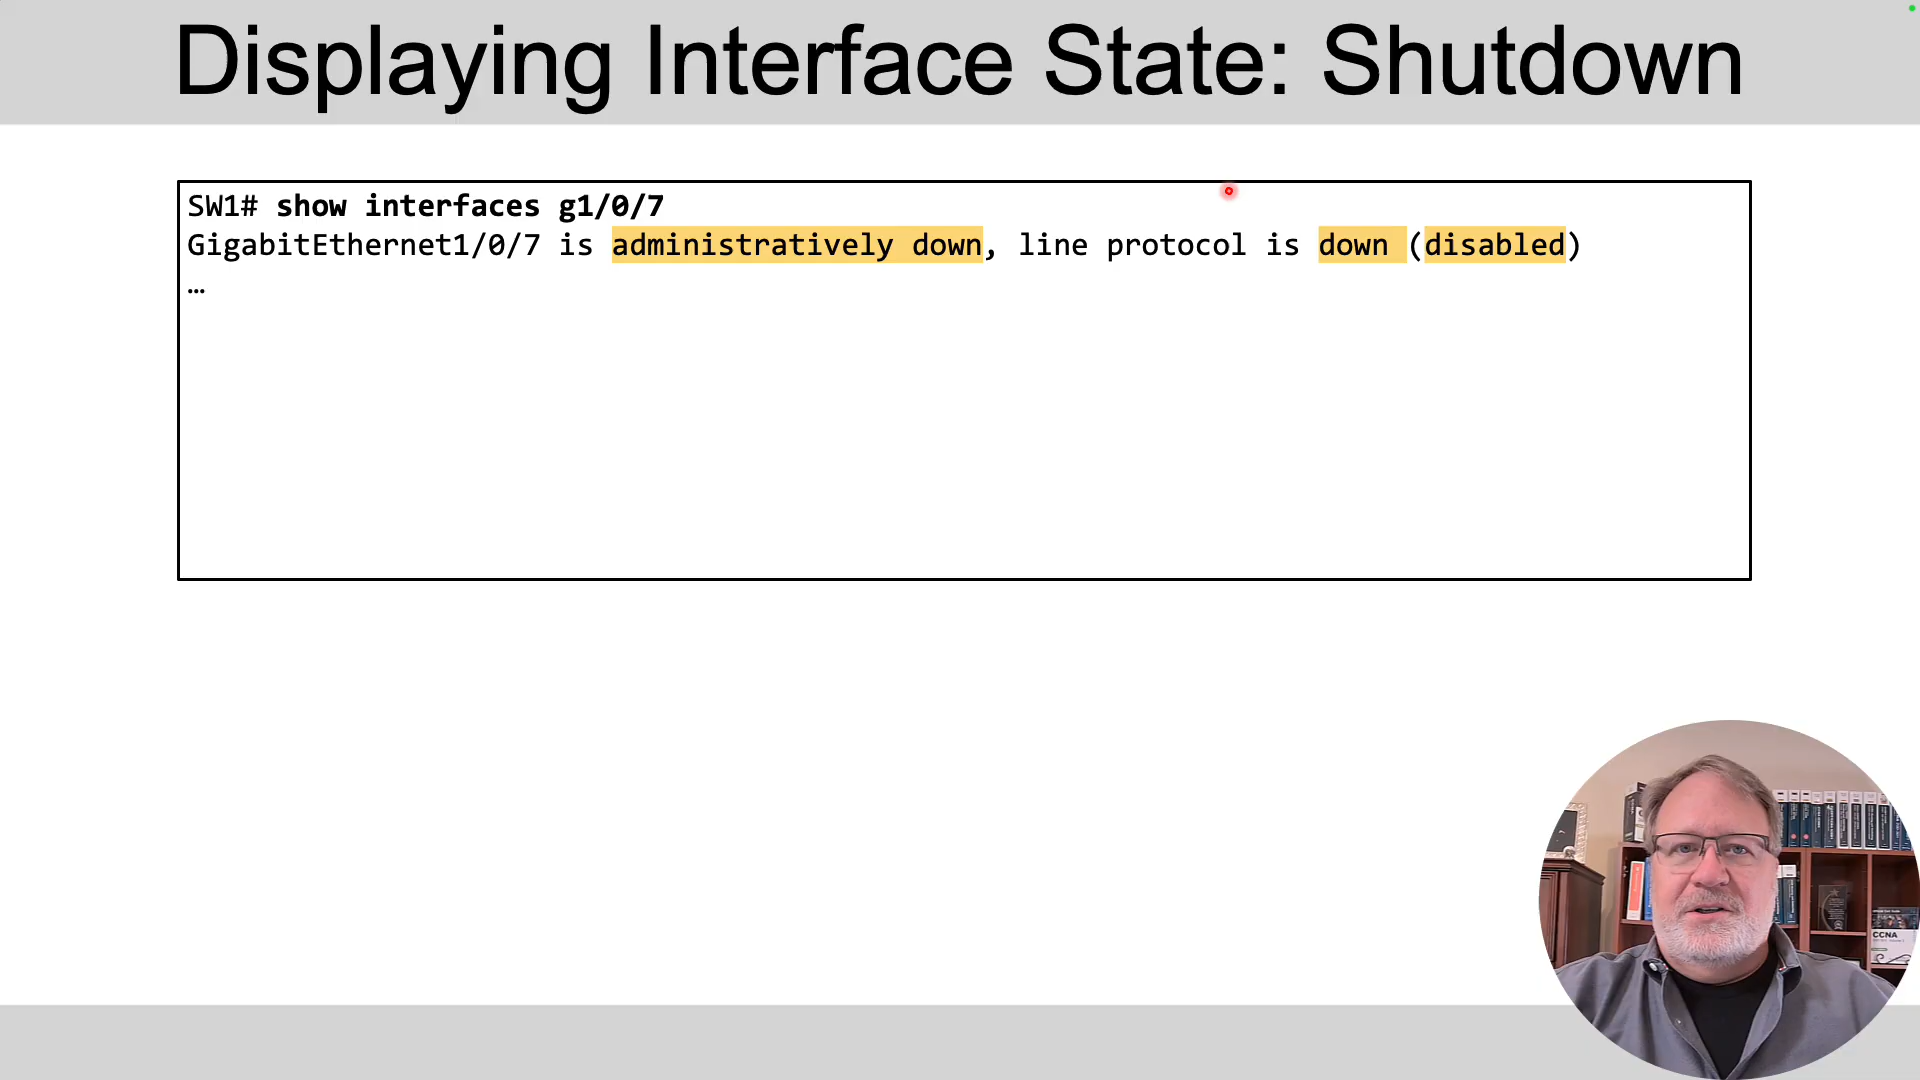 Displaying Interface State: Shutdown
SW1# show interfaces g1/0/7
GigabitEthernet1/0/7 is administratively down, line protocol is down (disabled)
…
CCNA